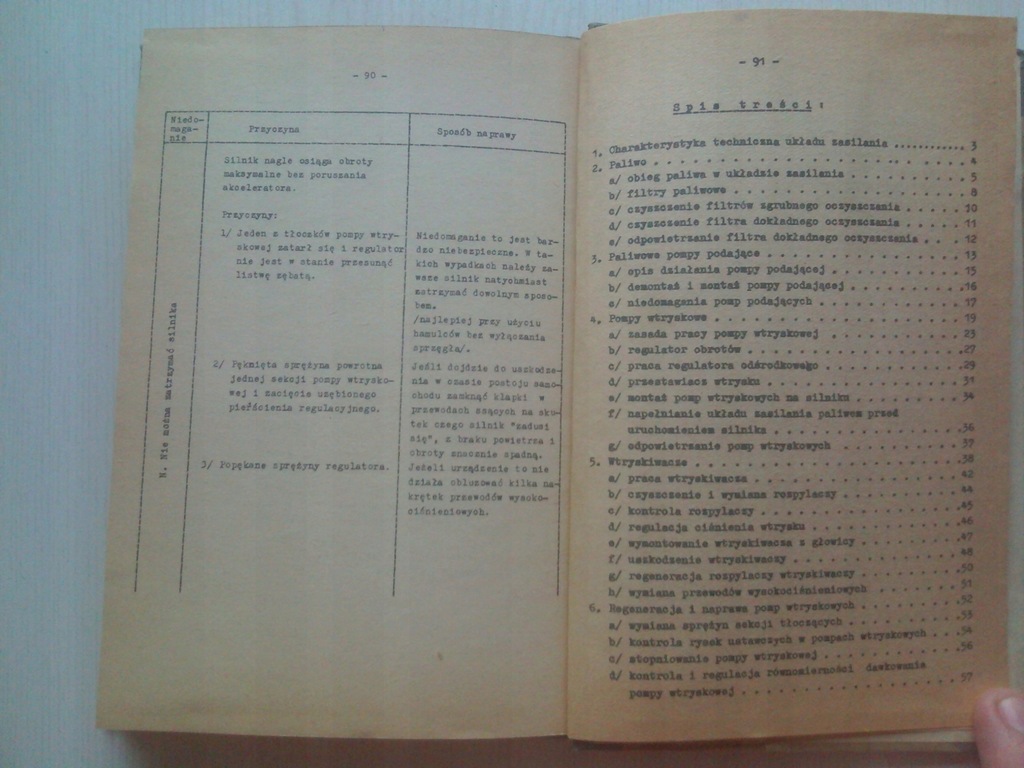 - 90 -
Niedo-
maga-
nie
Przyczyna
Sposób naprawy
N. Nie można zatrzymać silnika
Silnik nagle osiąga obroty
maksymalne bez poruszania
akceleratora.
Przyczyny:
1/ Jeden z tłoczków pompy wtry-
skowej zatarł się i regulator
nie jest w stanie przesunąć
listwę zębatą.
Niedomaganie to jest bar-
dzo niebezpieczne. W ta-
kich wypadkach należy za-
wsze silnik natychmiast
zatrzymać dowolnym sposo-
bem.
/najlepiej przy użyciu
hamulców bez wyłączania
sprzęgła/.
2/ Pęknięta sprężyna powrotna
jednej sekcji pompy wtrysko-
wej i zacięcie uzębionego
pierścienia regulacyjnego.
3/ Popękane sprężyny regulatora.
Jeśli dojdzie do uszkodze-
nia w czasie postoju samo-
chodu zamknąć klapki w
przewodach ssących na sku-
tek czego silnik "zadusi
się", z braku powietrza i
obroty znacznie spadną.
Jeżeli urządzenie to nie
działa obluzować kilka na-
krętek przewodów wysoko-
ciśnieniowych.
- 91 -
Spis treści:
1. Charakterystyka techniczna układu zasilania ............ 3
2. Paliwo . . . . . . . . . . . . . . . . . . . . 4
a/ obieg paliwa w układzie zasilania . . . . . . . . . 5
b/ filtry paliwowe . . . . . . . . . . . . . . . . . 8
c/ czyszczenie filtrów zgrubnego oczyszczania . . . . . 10
d/ czyszczenie filtra dokładnego oczyszczania . . . . . 11
e/ odpowietrzanie filtra dokładnego oczyszczania . . . 12
3. Paliwowe pompy podające . . . . . . . . . . . . . . 13
a/ opis działania pompy podającej . . . . . . . . . . 15
b/ demontaż i montaż pompy podającej . . . . . . . . .16
c/ niedomagania pomp podających . . . . . . . . . . . 17
4. Pompy wtryskowe . . . . . . . . . . . . . . . . . . 19
a/ zasada pracy pompy wtryskowej . . . . . . . . . . 23
b/ regulator obrotów . . . . . . . . . . . . . . . .27
c/ praca regulatora odśrodkowego . . . . . . . . . . .29
d/ przestawiacz wtrysku . . . . . . . . . . . . . . . 31
e/ montaż pomp wtryskowych na silniku . . . . . . . . .34
f/ napełnianie układu zasilania paliwem przed
uruchomieniem silnika . . . . . . . . . . . . . .36
g/ odpowietrzanie pomp wtryskowych . . . . . . . . . . 37
5. Wtryskiwacze . . . . . . . . . . . . . . . . . . .38
a/ praca wtryskiwacza . . . . . . . . . . . . . . . 42
b/ czyszczenie i wymiana rozpylaczy . . . . . . . . . 44
c/ kontrola rozpylaczy . . . . . . . . . . . . . . .45
d/ regulacja ciśnienia wtrysku . . . . . . . . . . . .46
e/ wymontowanie wtryskiwacza z głowicy . . . . . . . .47
f/ uszkodzenie wtryskiwaczy . . . . . . . . . . . . . 48
g/ regeneracja rozpylaczy wtryskiwaczy . . . . . . . .50
h/ wymiana przewodów wysokociśnieniowych . . . . . . . 51
6. Regeneracja i naprawa pomp wtryskowych . . . . . . . .52
a/ wymiana sprężyn sekcji tłoczących . . . . . . . . .53
b/ kontrola rysek ustawczych w pompach wtryskowych . . .54
c/ stopniowanie pompy wtryskowej . . . . . . . . . . .56
d/ kontrola i regulacja równomierności dawkowania
pompy wtryskowej . . . . . . . . . . . . . . . . 57